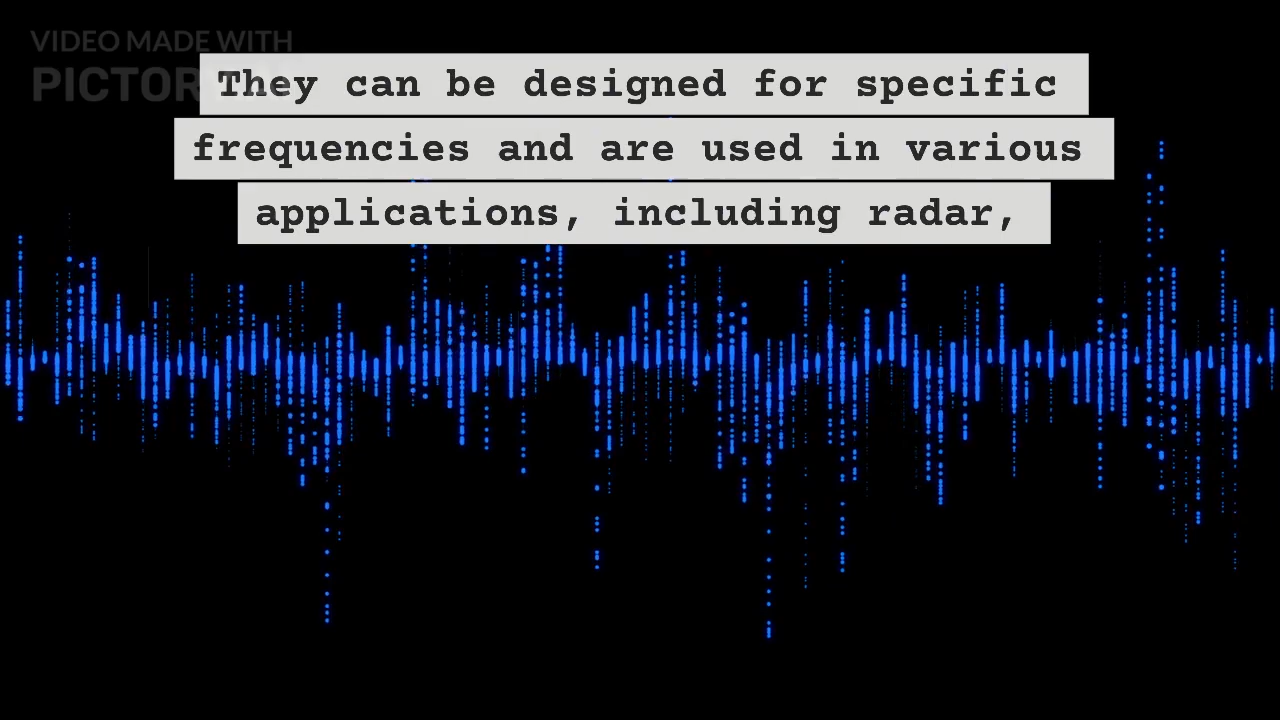 VIDEO MADE WITH
They can be designed for specific
frequencies and are used in various
applications, including radar,